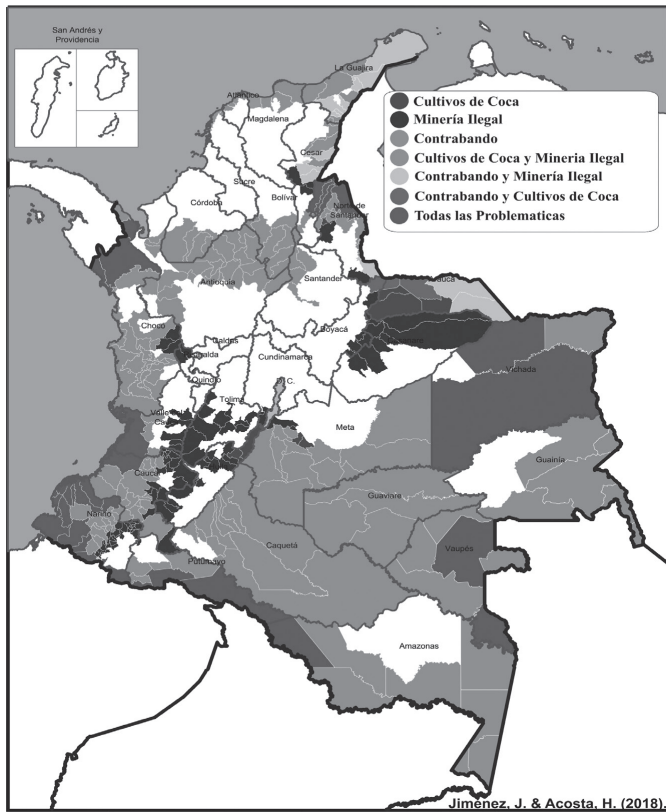 San Andrés y
Providencia
La Guajira
Atlántico
Magdalena
Cesar
Sucre
Córdoba
Bolívar
Norte de
Santander
Antioquia
Santander
Arauca
Chocó
Boyacá
Casanare
Caldas
Risaralda
Cundinamarca
Vichada
Quindío
D. C.
Tolima
Valle del
Cauca
Meta
Guainía
Cauca
Guaviare
Nariño
Caquetá
Vaupés
Putumayo
Amazonas
Cultivos de Coca
Minería Ilegal
Contrabando
Cultivos de Coca y Mineria Ilegal
Contrabando y Minería Ilegal
Contrabando y Cultivos de Coca
Todas las Problematicas
Jiménez, J. & Acosta, H. (2018).